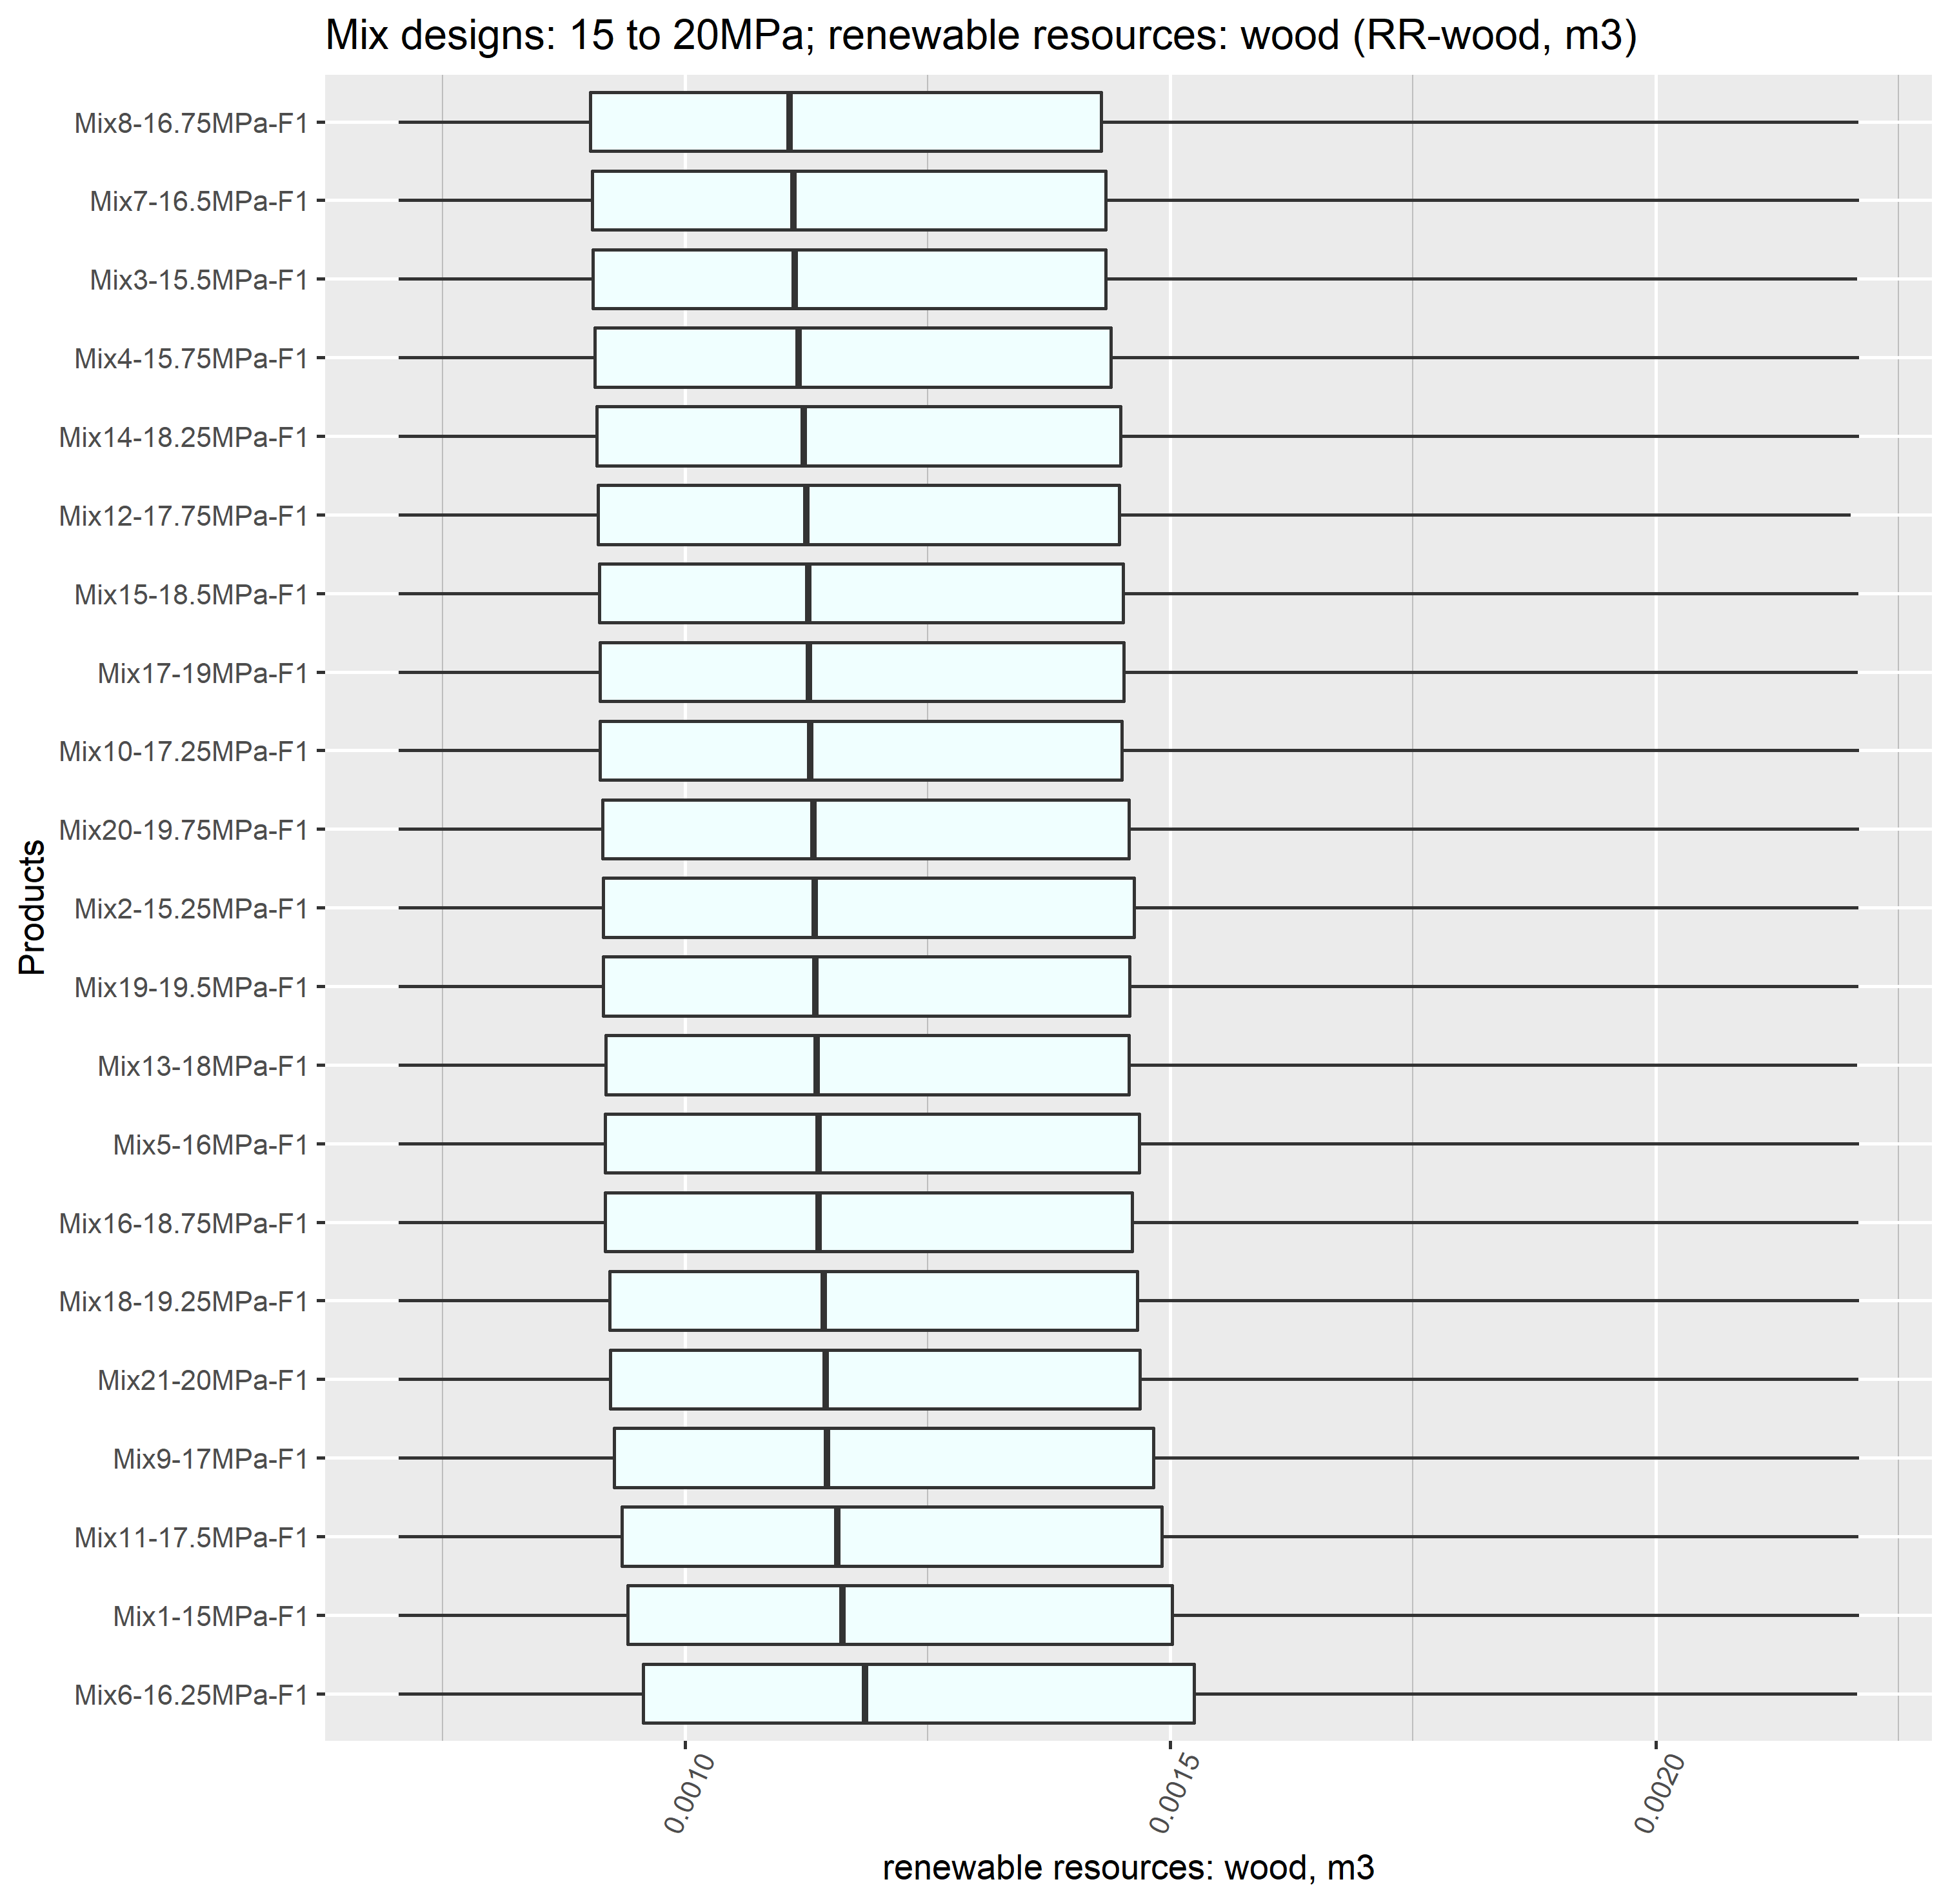 Mix designs: 15 to 20MPa; renewable resources: wood (RR-wood, m3)
Products
Mix8-16.75MPa-F1
Mix7-16.5MPa-F1
Mix3-15.5MPa-F1
Mix4-15.75MPa-F1
Mix14-18.25MPa-F1
Mix12-17.75MPa-F1
Mix15-18.5MPa-F1
Mix17-19MPa-F1
Mix10-17.25MPa-F1
Mix20-19.75MPa-F1
Mix2-15.25MPa-F1
Mix19-19.5MPa-F1
Mix13-18MPa-F1
Mix5-16MPa-F1
Mix16-18.75MPa-F1
Mix18-19.25MPa-F1
Mix21-20MPa-F1
Mix9-17MPa-F1
Mix11-17.5MPa-F1
Mix1-15MPa-F1
Mix6-16.25MPa-F1
0.0010
0.0015
0.0020
renewable resources: wood, m3